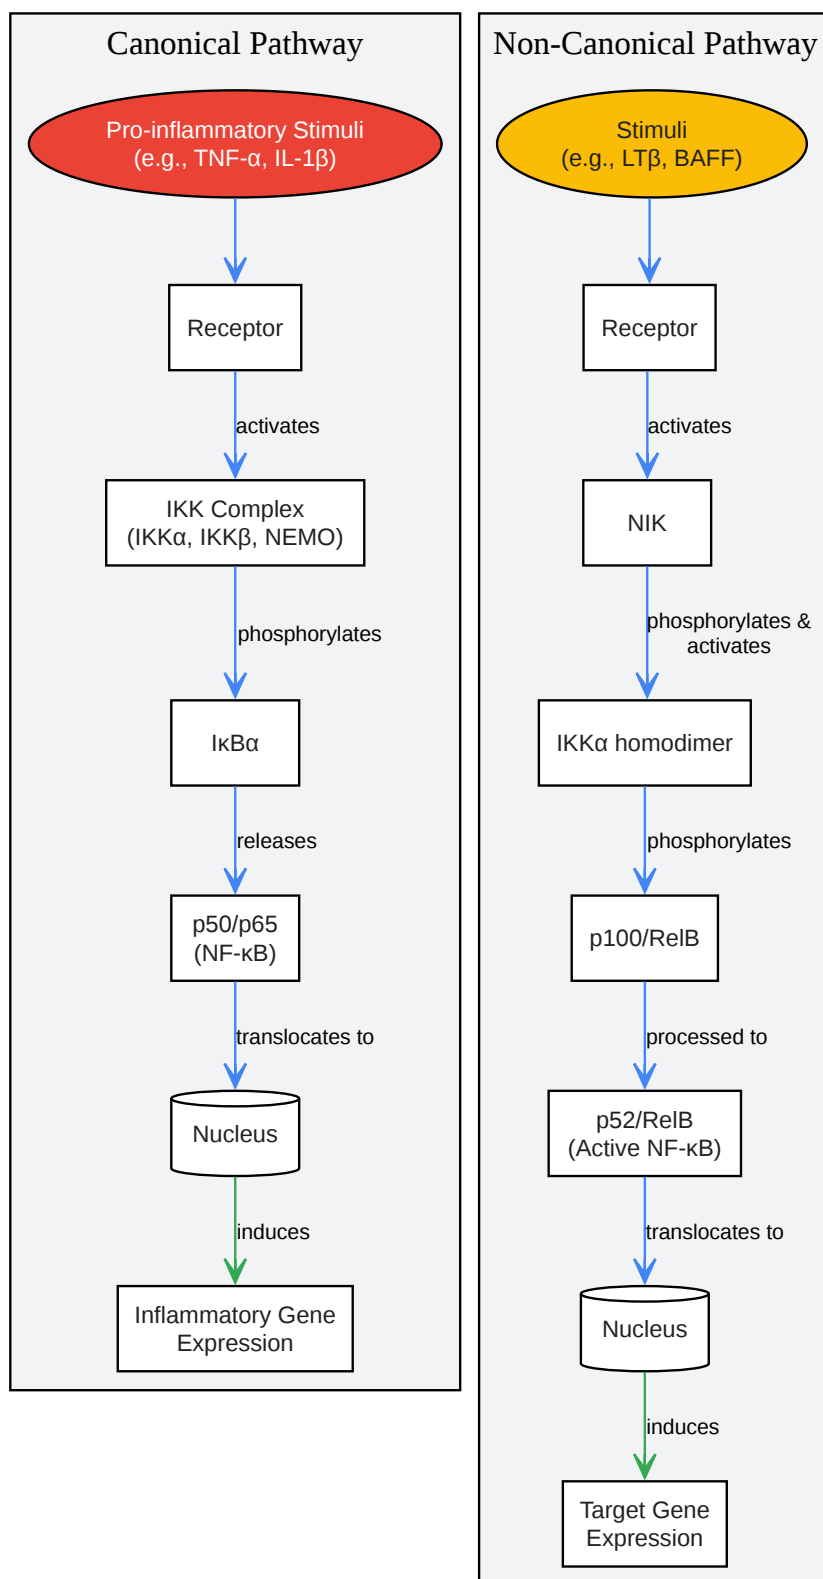 Canonical Pathway
Pro-inflammatory Stimuli
(e.g., TNF-α, IL-1β)
Receptor
activates
IKK Complex
(IKKα, IKKβ, NEMO)
phosphorylates
IκBα
releases
p50/p65
(NF-κB)
translocates to
Nucleus
induces
Inflammatory Gene
Expression
Non-Canonical Pathway
Stimuli
(e.g., LTβ, BAFF)
Receptor
activates
NIK
phosphorylates &
activates
IKKα homodimer
phosphorylates
p100/RelB
processed to
p52/RelB
(Active NF-κB)
translocates to
Nucleus
induces
Target Gene
Expression